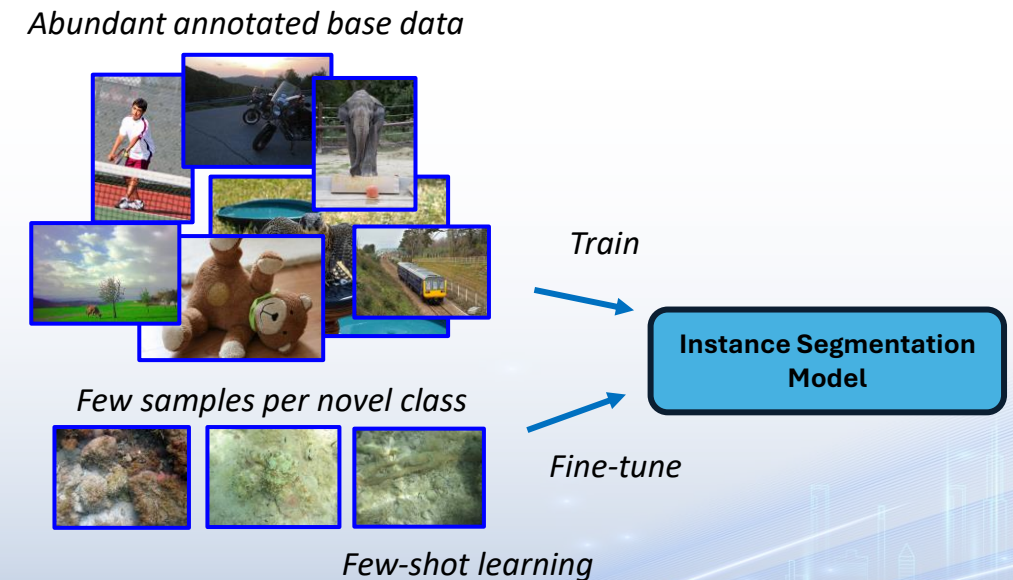 Abundant annotated base data
Train
Instance Segmentation
Model
Few samples per novel class
Fine-tune
Few-shot learning